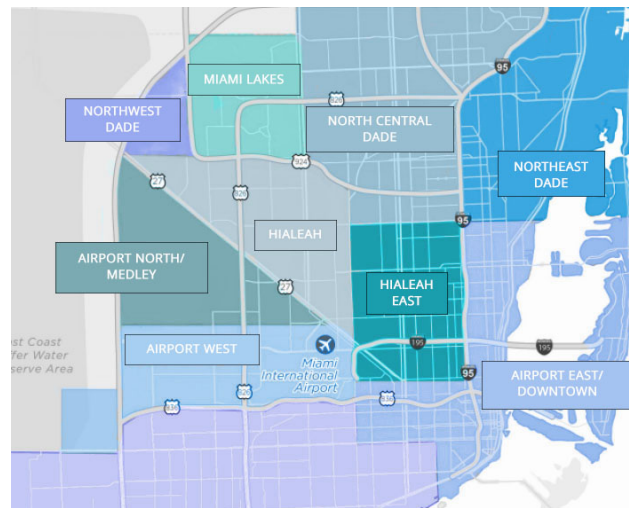 95
MIAMI LAKES
NORTHWEST
DADE
826
NORTH CENTRAL
DADE
924
NORTHEAST
DADE
27
826
95
HIALEAH
AIRPORT NORTH/
MEDLEY
27
HIALEAH
EAST
est Coast
ffer Water
serve Area
AIRPORT WEST
195
195
Miami
International
Airport
95
AIRPORT EAST/
DOWNTOWN
826
836
836